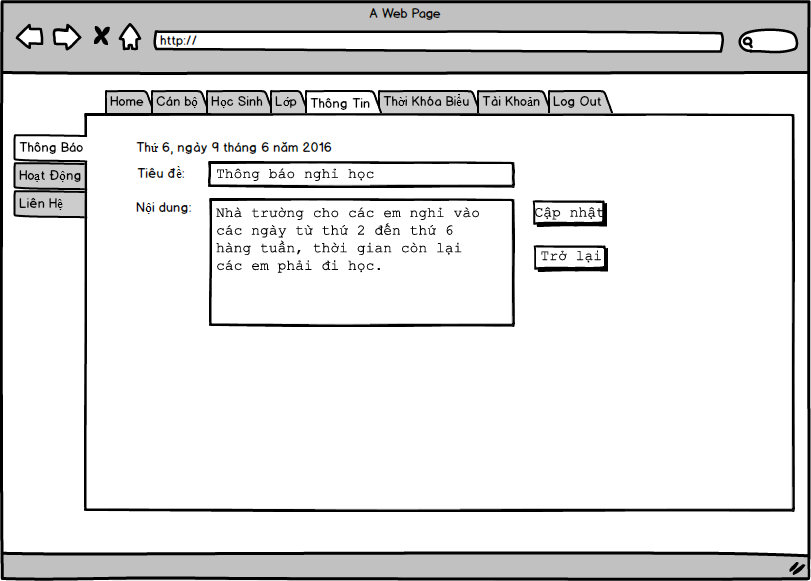 A Web Page
http://
Home Cán bộ Học Sinh Lớp Thông Tin Thời Khóa Biểu Tài Khoản Log Out
Thông Báo
Hoạt Động
Liên Hệ
Thứ 6, ngày 9 tháng 6 năm 2016
Tiêu đề: Thông báo nghỉ học
Nội dung:
Nhà trường cho các em nghỉ vào
các ngày từ thứ 2 đến thứ 6
hàng tuần, thời gian còn lại
các em phải đi học.
Cập nhật
Trở lại